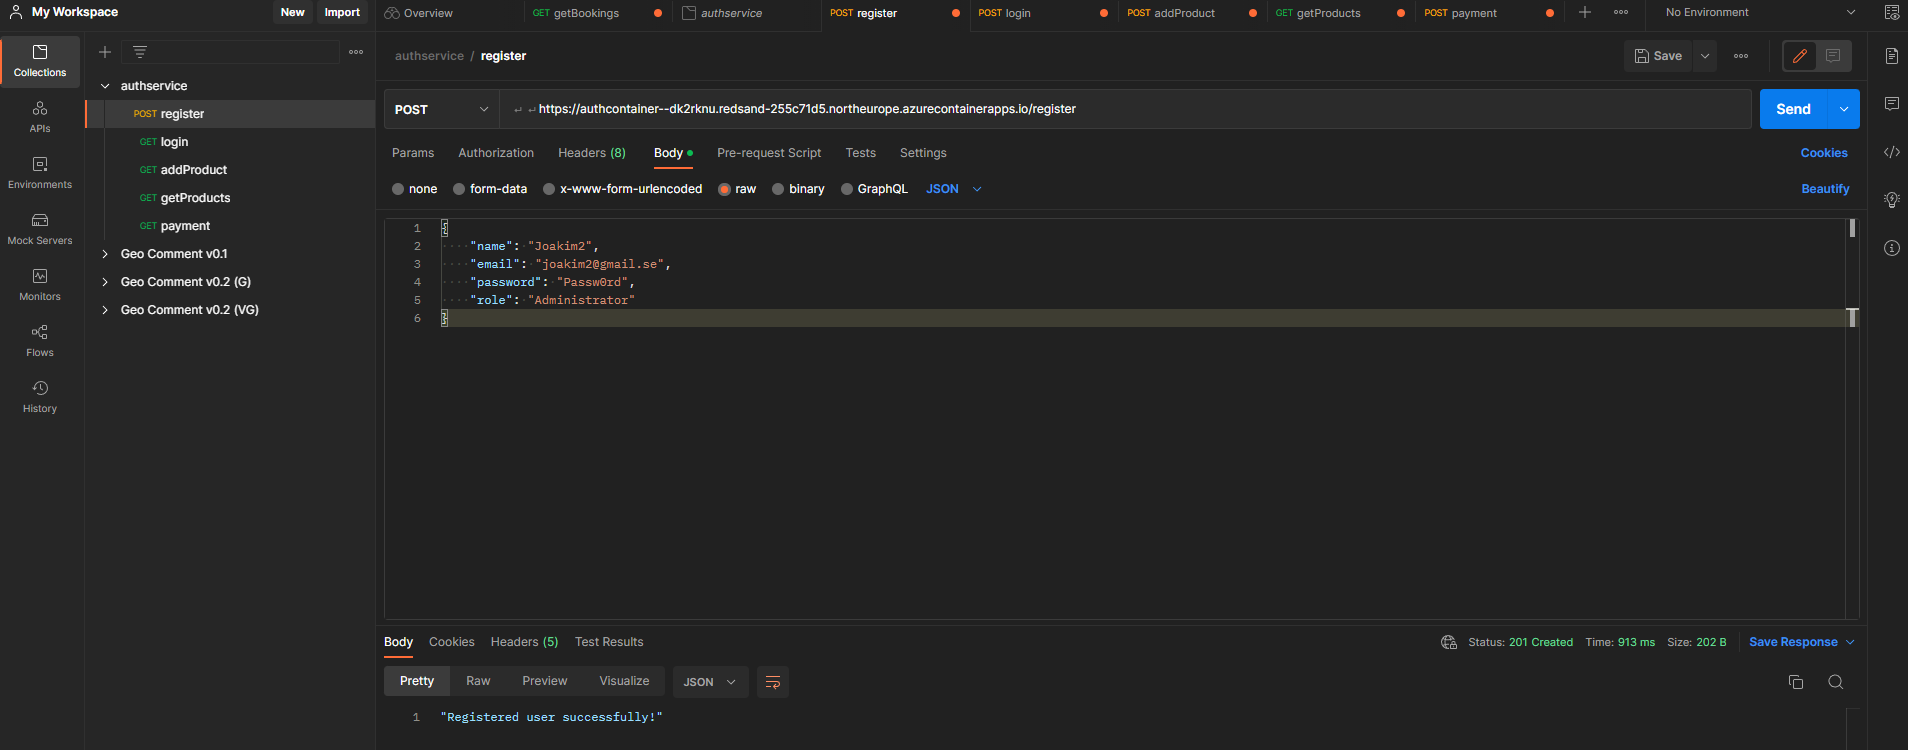 My Workspace
New
Import
Overview
GET getBookings
authservice
POST register
POST login
POST addProduct
GET getProducts
POST payment
No Environment
Collections
APIs
Environments
Mock Servers
Monitors
Flows
History
authservice
POST register
GET login
GET addProduct
GET getProducts
GET payment
Geo Comment v0.1
Geo Comment v0.2 (G)
Geo Comment v0.2 (VG)
authservice / register
Save
POST
https://authcontainer--dk2rknu.redsand-255c71d5.northeurope.azurecontainerapps.io/register
Send
Params
Authorization
Headers (8)
Body
Pre-request Script
Tests
Settings
Cookies
none
form-data
x-www-form-urlencoded
raw
binary
GraphQL
JSON
Beautify
1 {
2 "name": "Joakim2",
3 "email": "joakim2@gmail.se",
4 "password": "Passw0rd",
5 "role": "Administrator"
6 }
Body
Cookies
Headers (5)
Test Results
Status: 201 Created
Time: 913 ms
Size: 202 B
Save Response
Pretty
Raw
Preview
Visualize
JSON
1 "Registered user successfully!"